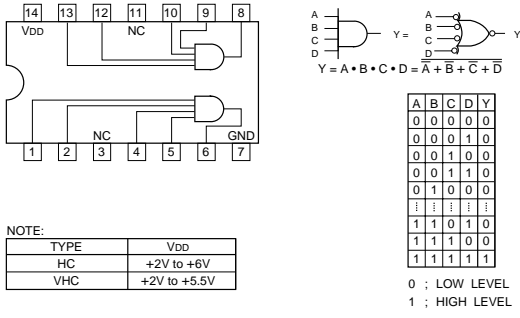 14 13 12 11 10 9 8
VDD NC
NC GND
1 2 3 4 5 6 7
A
B
C
D
Y =
A
B
C
D
Y
Y = A • B • C • D = A + B + C + D
A B C D Y
0 0 0 0 0
0 0 0 1 0
0 0 1 0 0
0 0 1 1 0
0 1 0 0 0
⋮ ⋮ ⋮ ⋮ ⋮
1 1 0 1 0
1 1 1 0 0
1 1 1 1 1
0 ; LOW LEVEL
1 ; HIGH LEVEL
NOTE:
TYPE VDD
HC +2V to +6V
VHC +2V to +5.5V